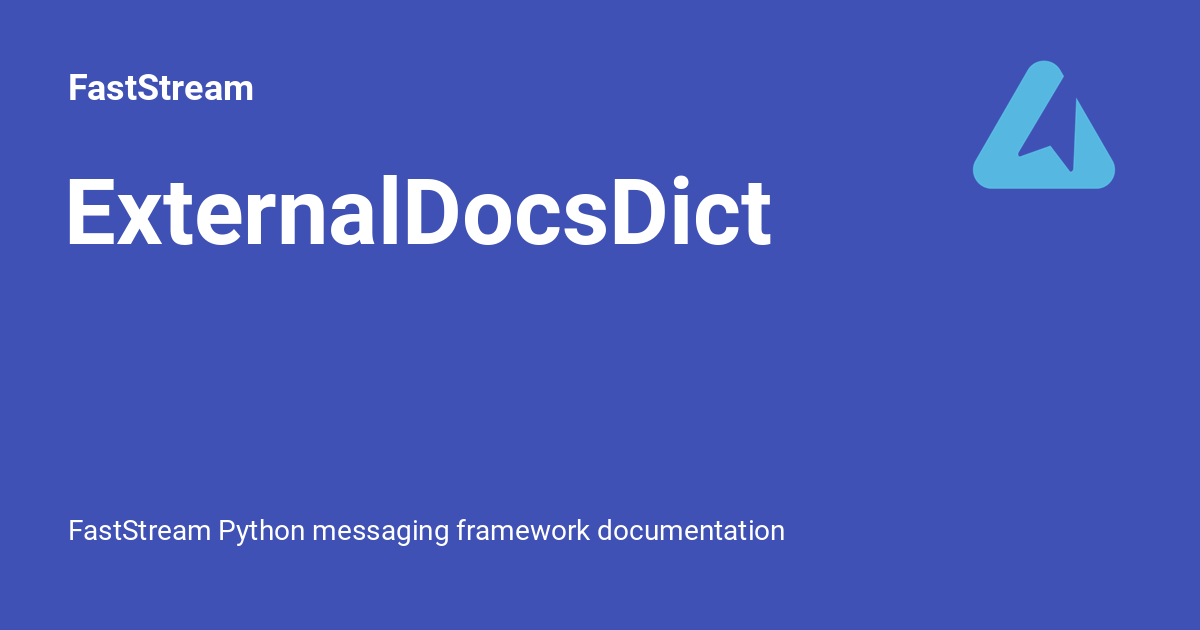 FastStream
ExternalDocsDict
FastStream Python messaging framework documentation